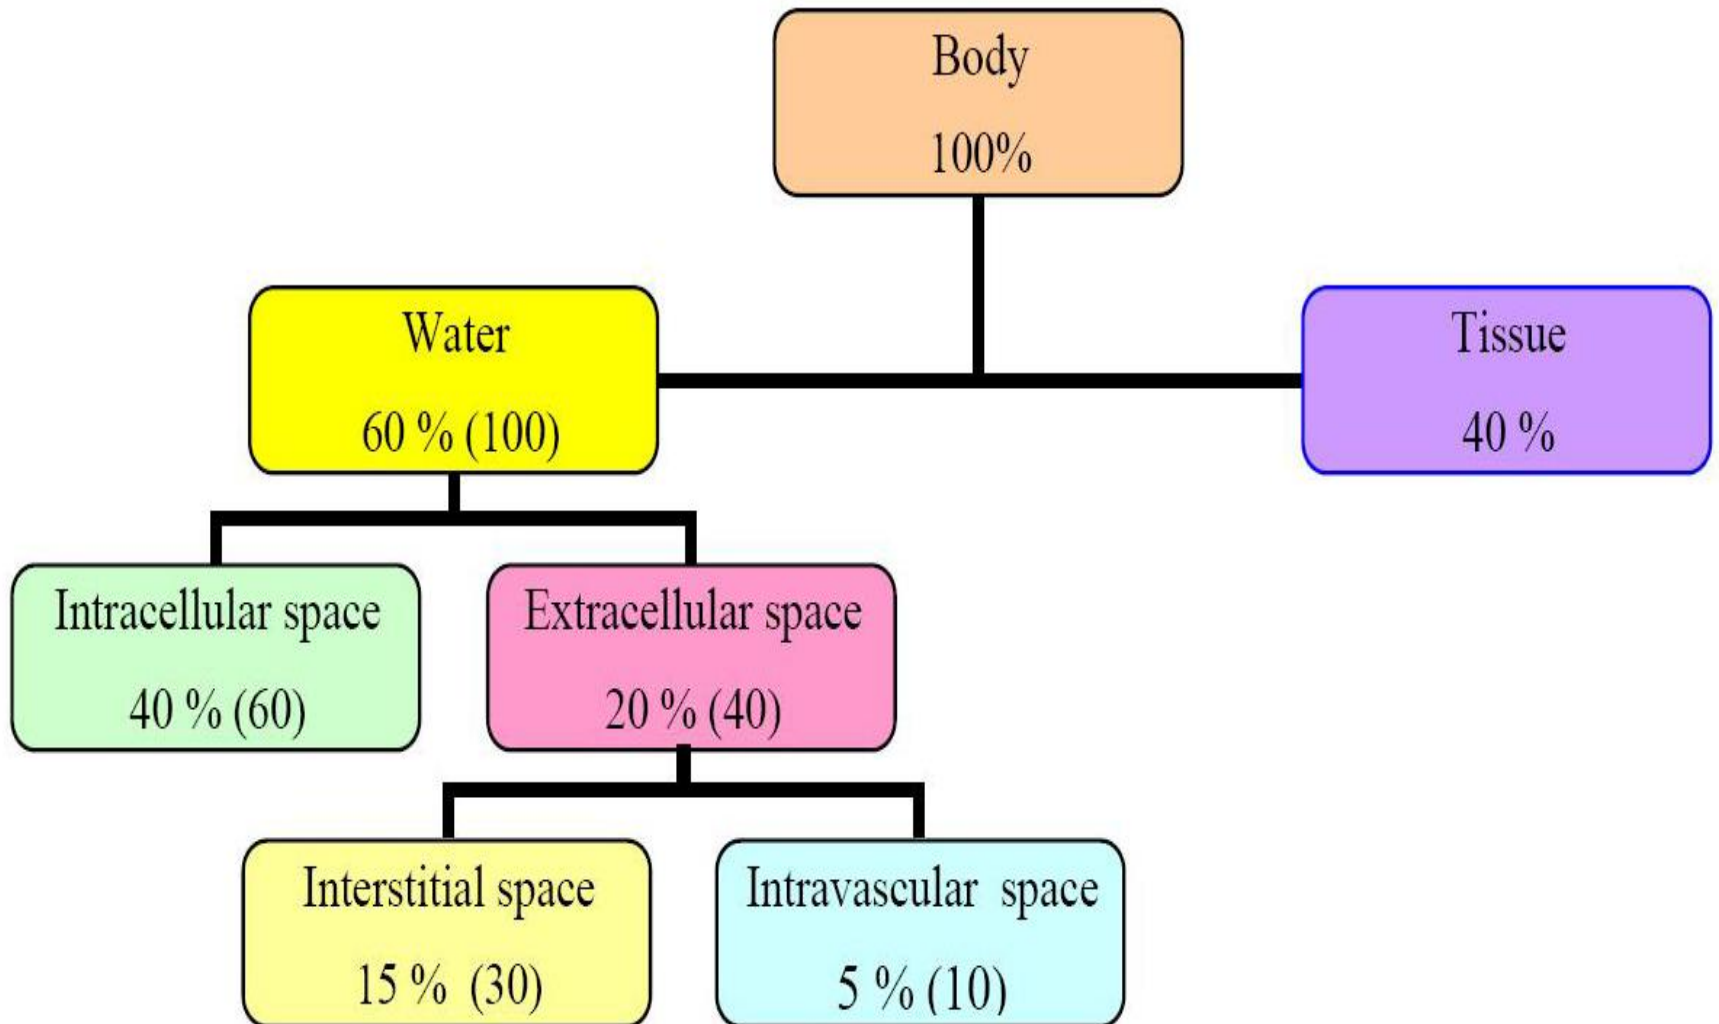 Body
100%
Water
60 % (100)
Tissue
40 %
Intracellular space
40 % (60)
Extracellular space
20 % (40)
Interstitial space
15 % (30)
Intravascular space
5 % (10)